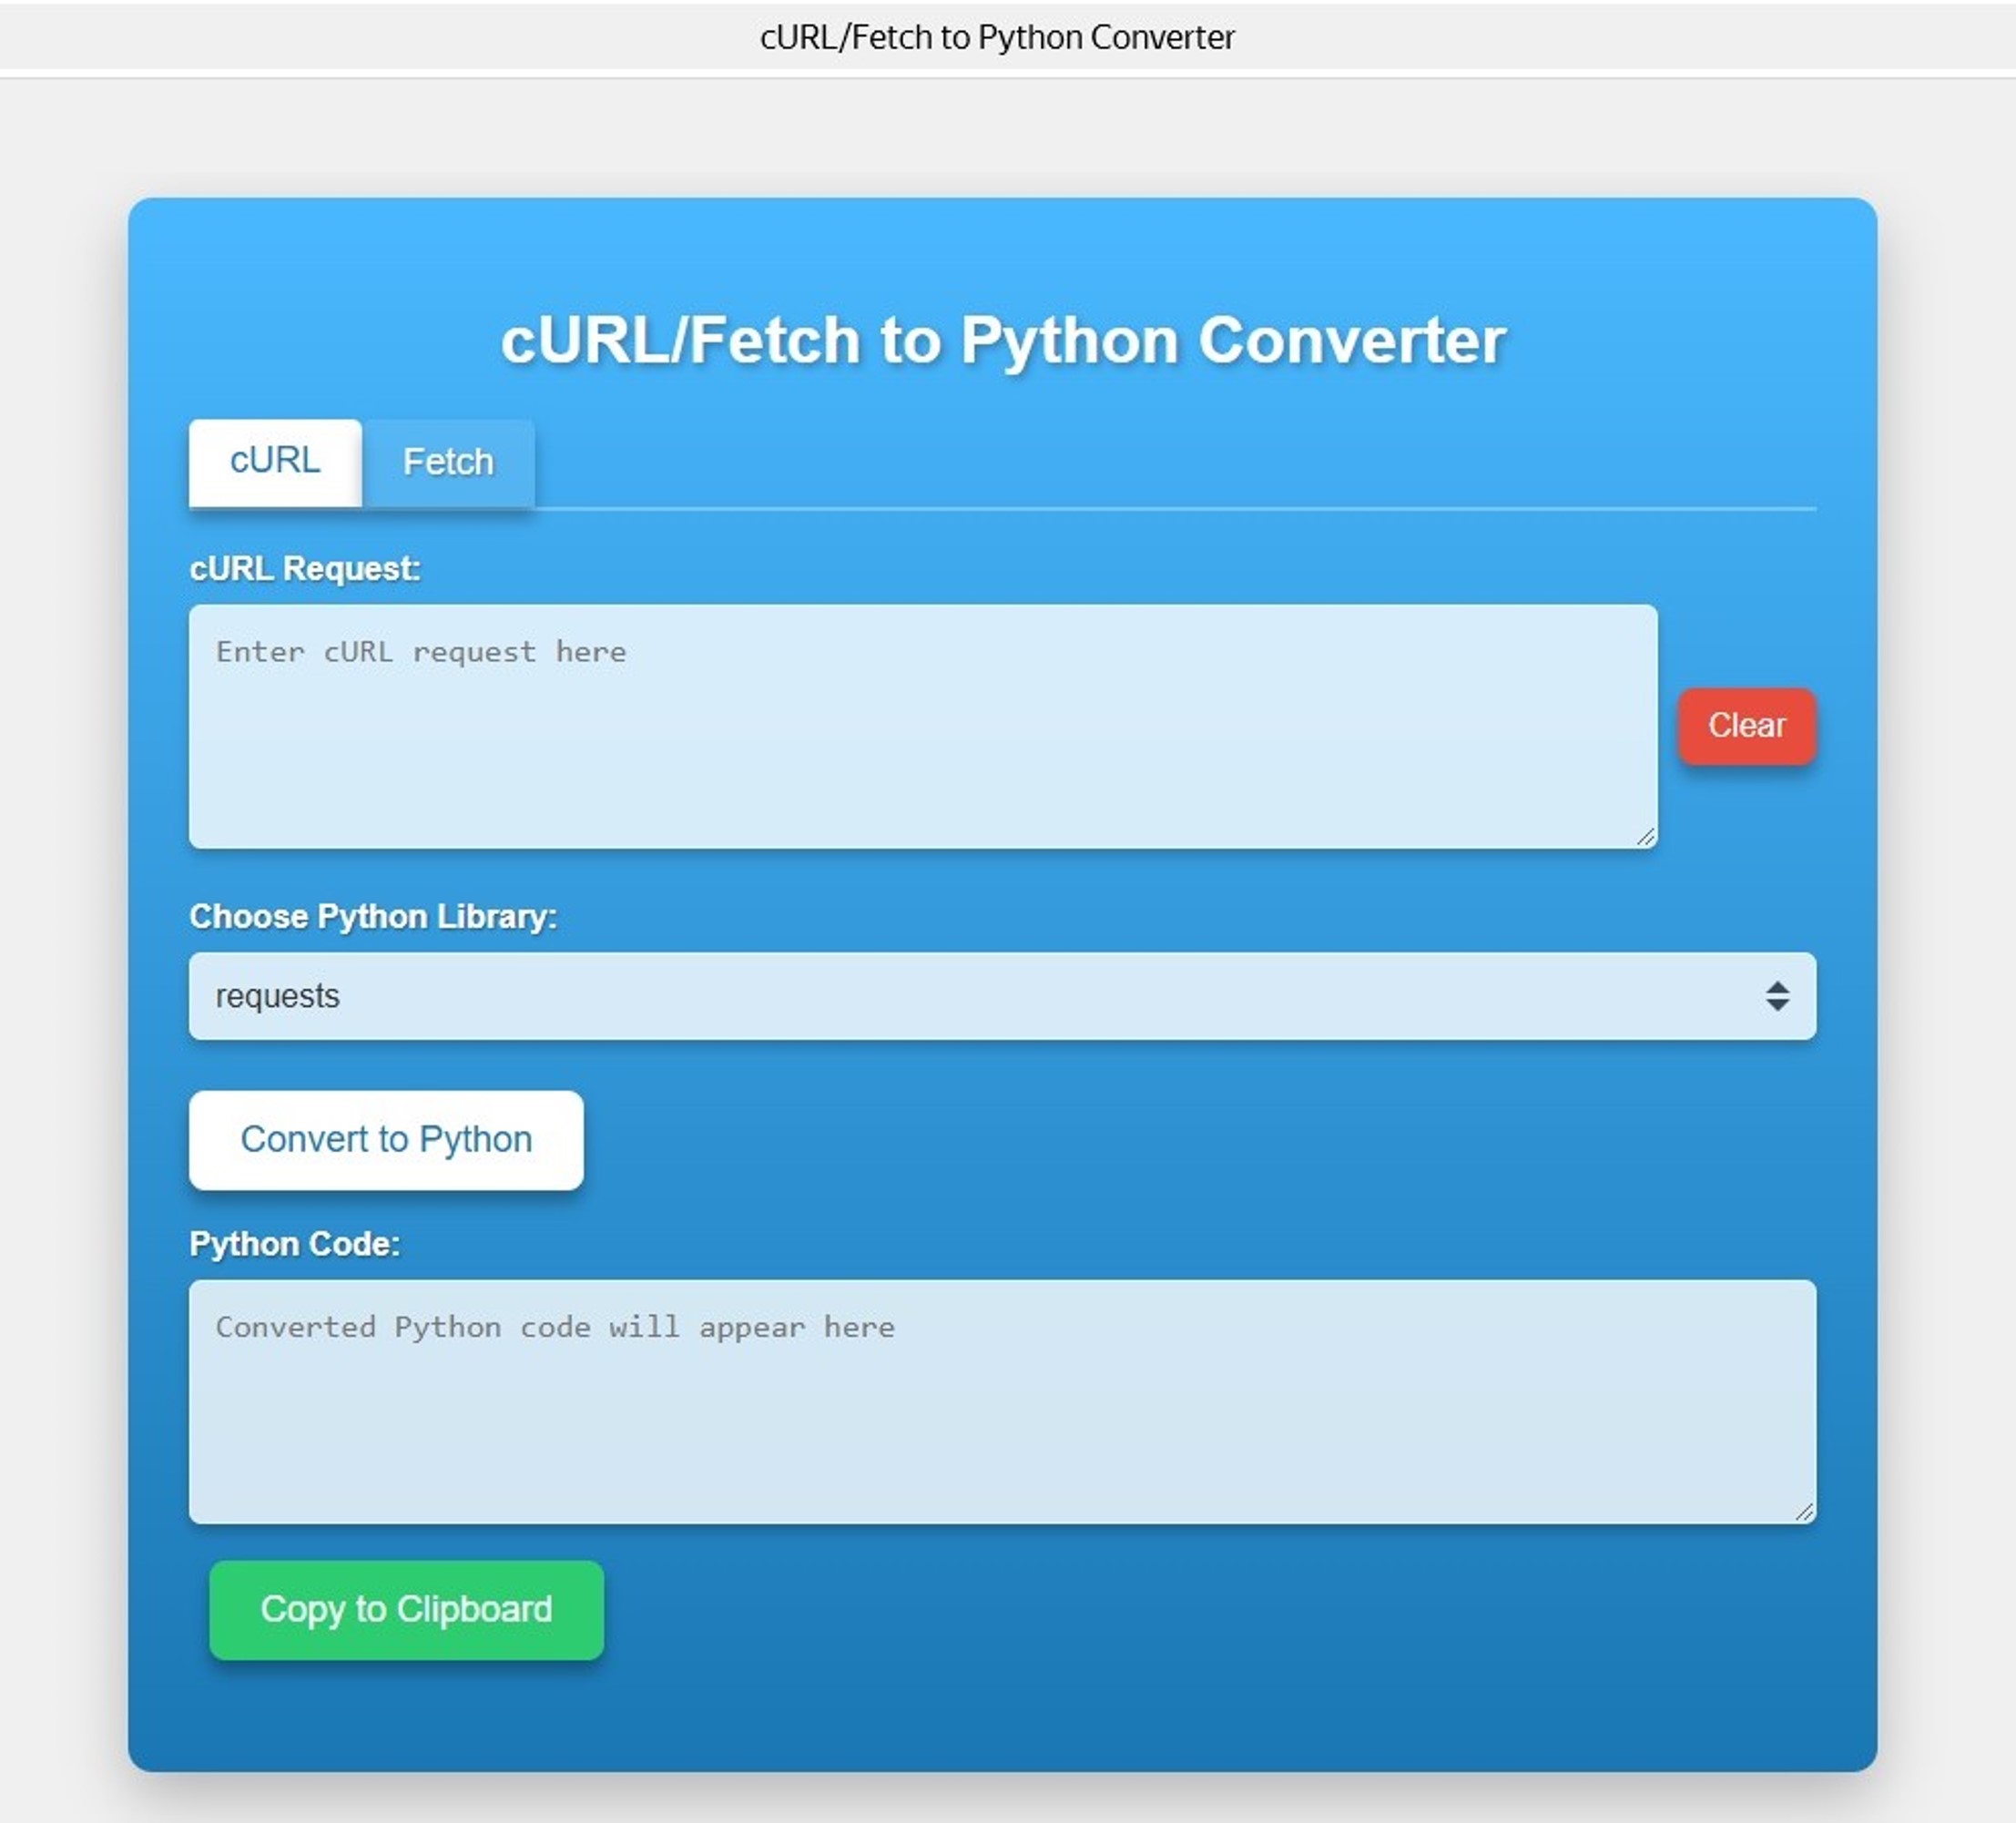 cURL/Fetch to Python Converter
cURL/Fetch to Python Converter
cURL Fetch
cURL Request:
Enter cURL request here
Clear
Choose Python Library:
requests
Convert to Python
Python Code:
Converted Python code will appear here
Copy to Clipboard